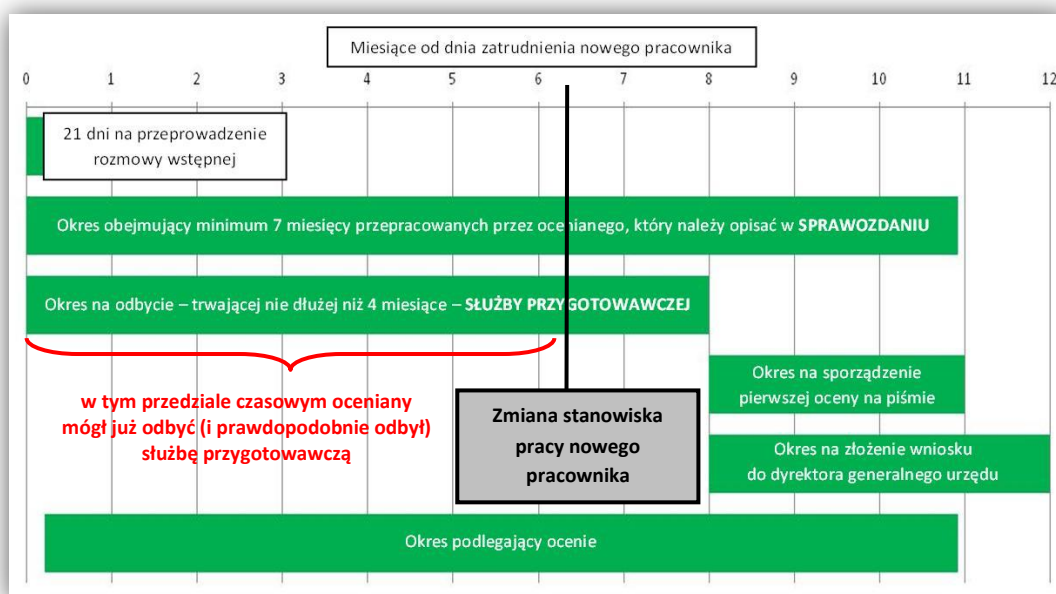 Miesiące od dnia zatrudnienia nowego pracownika
0 1 2 3 4 5 6 7 8 9 10 11 12
21 dni na przeprowadzenie
rozmowy wstępnej
Okres obejmujący minimum 7 miesięcy przepracowanych przez ocenianego, który należy opisać w SPRAWOZDANIU
Okres na odbycie – trwającej nie dłużej niż 4 miesiące – SŁUŻBY PRZYGOTOWAWCZEJ
w tym przedziale czasowym oceniany
mógł już odbyć (i prawdopodobnie odbył)
służbę przygotowawczą
Zmiana stanowiska
pracy nowego
pracownika
Okres na sporządzenie
pierwszej oceny na piśmie
Okres na złożenie wniosku
do dyrektora generalnego urzędu
Okres podlegający ocenie